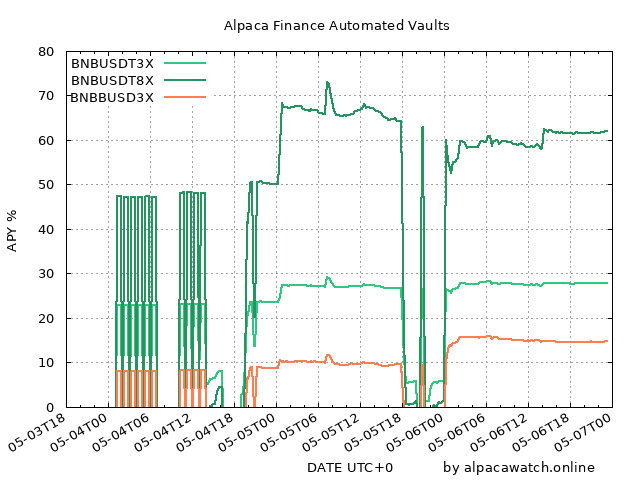 Alpaca Finance Automated Vaults
BNBUSDT3X
BNBUSDT8X
BNBBUSD3X
APY %
80
70
60
50
40
30
20
10
0
05-03T18
05-04T00
05-04T06
05-04T12
05-04T18
05-05T00
05-05T06
05-05T12
05-05T18
05-06T00
05-06T06
05-06T12
05-06T18
05-07T00
DATE UTC+0
by alpacawatch.online